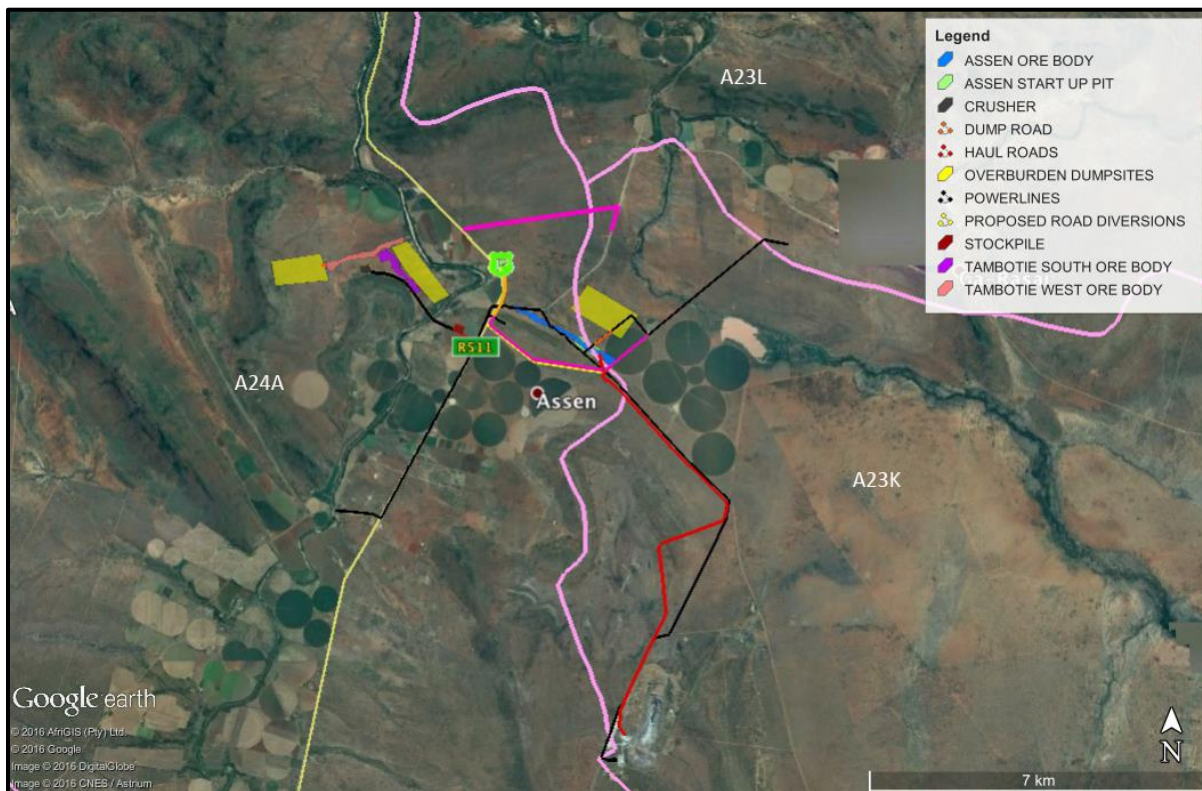 Legend
ASSEN ORE BODY
ASSEN START UP PIT
CRUSHER
DUMP ROAD
HAUL ROADS
OVERBURDEN DUMPSITES
POWERLINES
PROPOSED ROAD DIVERSIONS
STOCKPILE
TAMBOTIE SOUTH ORE BODY
TAMBOTIE WEST ORE BODY
A23L
R511
A24A
Assen
A23K
Google earth
© 2016 AfriGIS (Pty) Ltd.
© 2016 Google
Image © 2016 DigitalGlobe
Image © 2016 CNES / Astrium
N
7 km